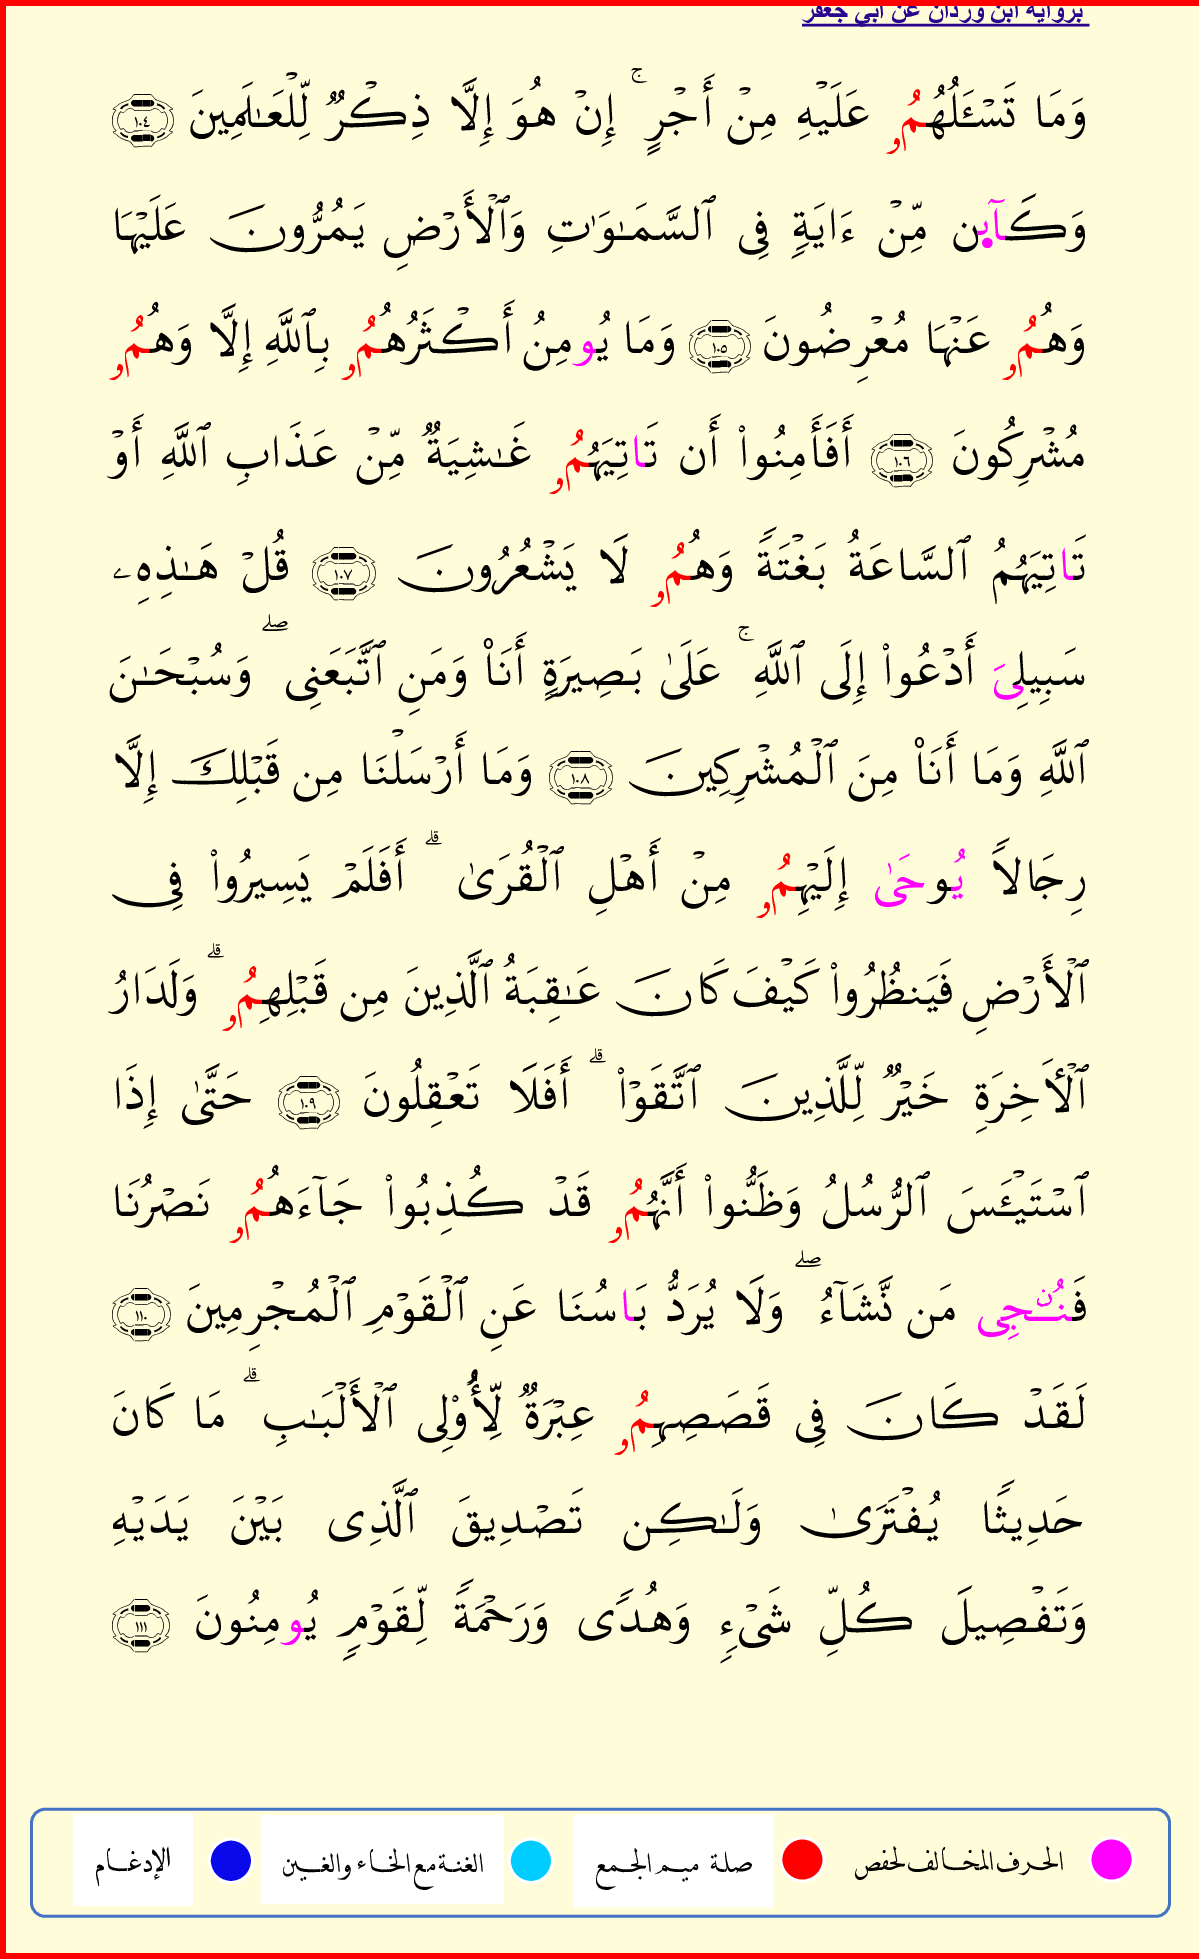 برواية ابن وردان عن أبي جعفر
وَمَا تَسْـَٔلُهُمُۥ عَلَيْهِ مِنْ أَجْرٍ ۚ إِنْ هُوَ إِلَّا ذِكْرٌ لِّلْعَـٰلَمِينَ ١٠٤
وَكَآيِن مِّنْ ءَايَةٍ فِى ٱلسَّمَـٰوَٰتِ وَٱلْأَرْضِ يَمُرُّونَ عَلَيْهَا
وَهُمُۥ عَنْهَا مُعْرِضُونَ ١٠٥ وَمَا يُومِنُ أَكْثَرُهُمُۥ بِٱللَّهِ إِلَّا وَهُمُۥ
مُشْرِكُونَ ١٠٦ أَفَأَمِنُوا۟ أَن تَاتِيَهُمُۥ غَـٰشِيَةٌ مِّنْ عَذَابِ ٱللَّهِ أَوْ
تَاتِيَهُمُ ٱلسَّاعَةُ بَغْتَةً وَهُمُۥ لَا يَشْعُرُونَ ١٠٧ قُلْ هَـٰذِهِۦ
سَبِيلِىَ أَدْعُوا۟ إِلَى ٱللَّهِ ۚ عَلَىٰ بَصِيرَةٍ أَنَا۠ وَمَنِ ٱتَّبَعَنِى ۖ وَسُبْحَـٰنَ
ٱللَّهِ وَمَا أَنَا۠ مِنَ ٱلْمُشْرِكِينَ ١٠٨ وَمَا أَرْسَلْنَا مِن قَبْلِكَ إِلَّا
رِجَالًا يُوحَىٰ إِلَيْهِمُۥ مِنْ أَهْلِ ٱلْقُرَىٰ ۗ أَفَلَمْ يَسِيرُوا۟ فِى
ٱلْأَرْضِ فَيَنظُرُوا۟ كَيْفَ كَانَ عَـٰقِبَةُ ٱلَّذِينَ مِن قَبْلِهِمُۥ ۗ وَلَدَارُ
ٱلْأَخِرَةِ خَيْرٌ لِّلَّذِينَ ٱتَّقَوْا۟ ۗ أَفَلَا تَعْقِلُونَ ١٠٩ حَتَّىٰ إِذَا
ٱسْتَيْـَٔسَ ٱلرُّسُلُ وَظَنُّوا۟ أَنَّهُمُۥ قَدْ كُذِبُوا۟ جَآءَهُمُۥ نَصْرُنَا
فَنُـۨجِى مَن نَّشَآءُ ۖ وَلَا يُرَدُّ بَاسُنَا عَنِ ٱلْقَوْمِ ٱلْمُجْرِمِينَ ١١٠
لَقَدْ كَانَ فِى قَصَصِهِمُۥ عِبْرَةٌ لِّأُو۟لِى ٱلْأَلْبَـٰبِ ۗ مَا كَانَ
حَدِيثًا يُفْتَرَىٰ وَلَـٰكِن تَصْدِيقَ ٱلَّذِى بَيْنَ يَدَيْهِ
وَتَفْصِيلَ كُلِّ شَىْءٍ وَهُدًى وَرَحْمَةً لِّقَوْمٍ يُومِنُونَ ١١١
الحرف المخالف لحفص صلة ميم الجمع الغنة مع الخاء والغين الإدغام